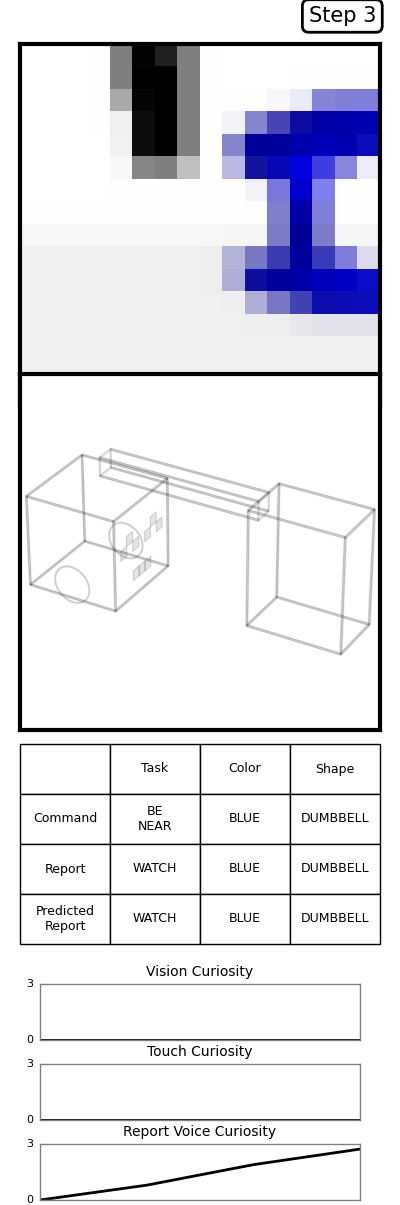 Step 3
Task Color Shape
Command BE NEAR BLUE DUMBBELL
Report WATCH BLUE DUMBBELL
Predicted Report WATCH BLUE DUMBBELL
Vision Curiosity
3
0
Touch Curiosity
3
0
Report Voice Curiosity
3
0